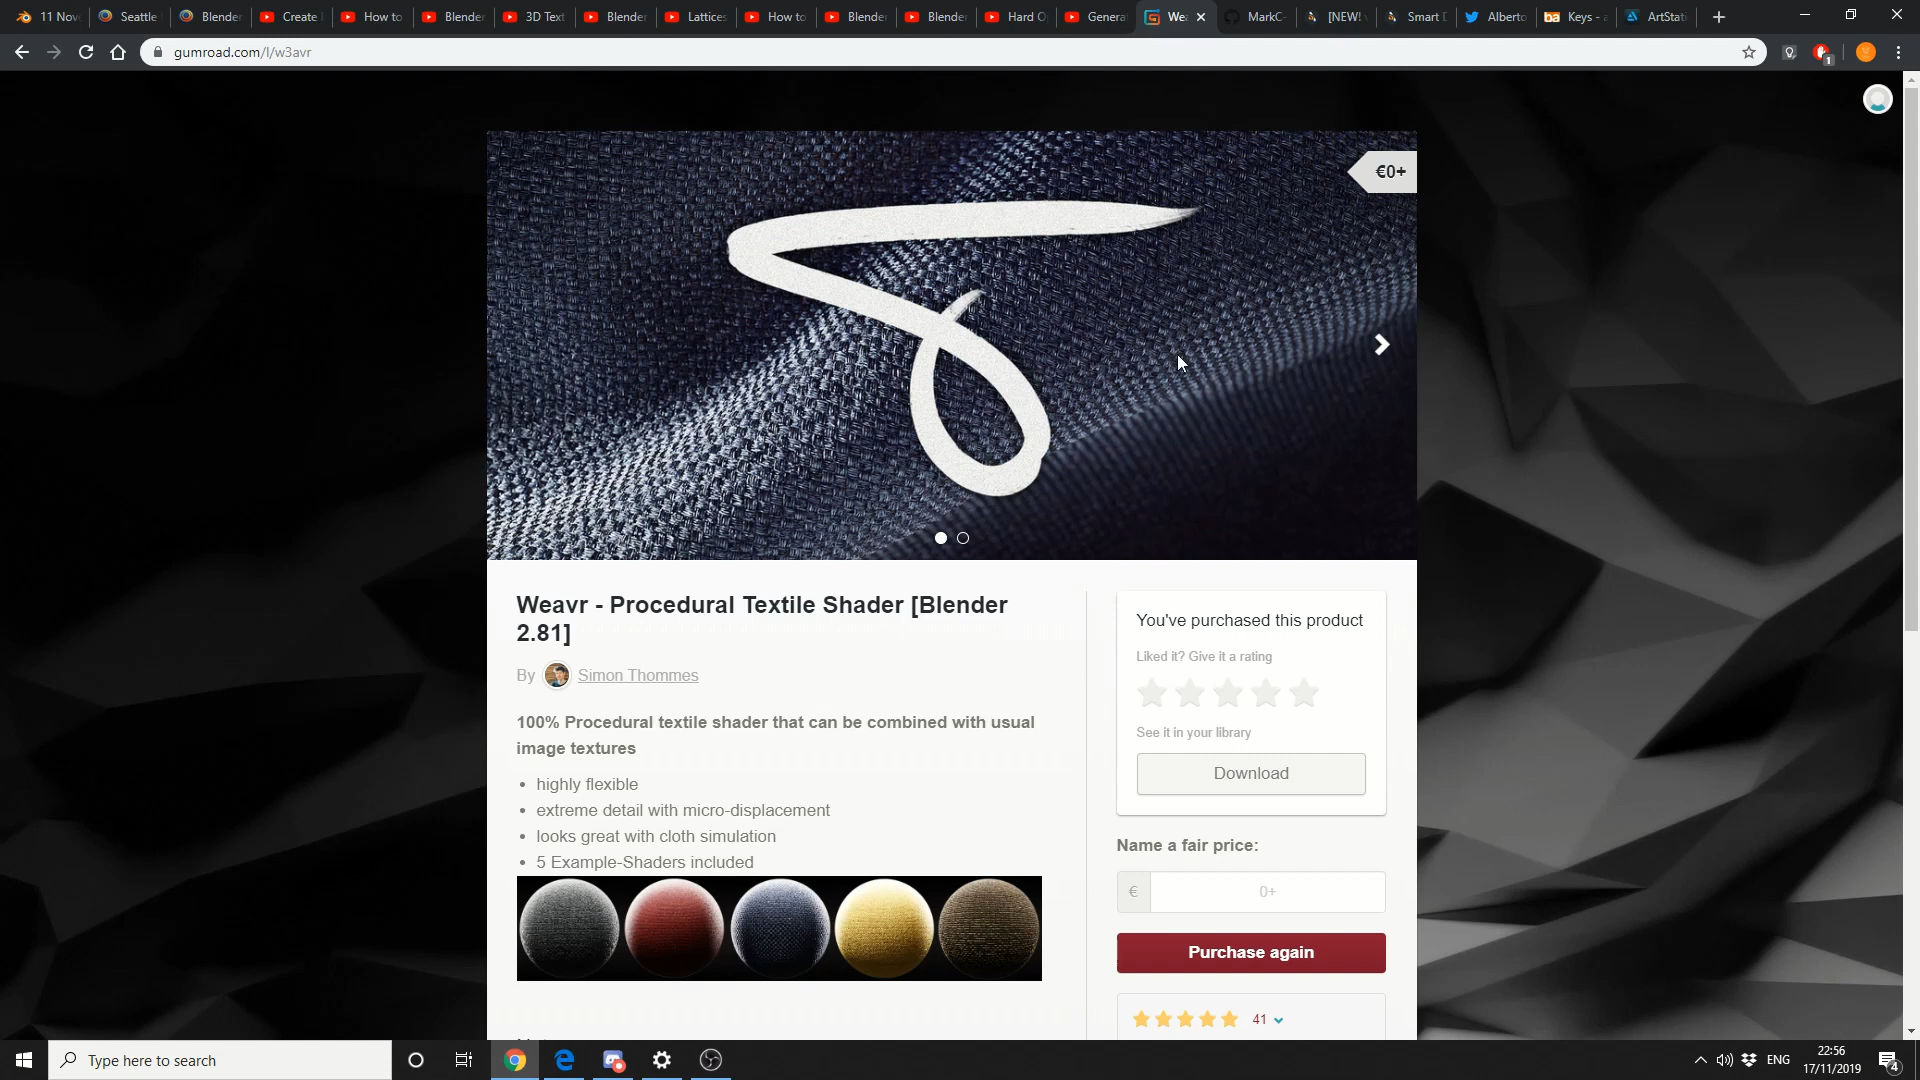 11 Nov
Seattle
Blender
Create
How to
Blender
3D Text
Blender
Lattices
How to
Blender
Blender
Hard O
Genera
We
MarkC-
[NEW!
Smart
Alberto
Keys -
ArtStati
gumroad.com/l/w3avr
€0+
Weavr - Procedural Textile Shader [Blender
2.81]
By Simon Thommes
100% Procedural textile shader that can be combined with usual
image textures
• highly flexible
• extreme detail with micro-displacement
• looks great with cloth simulation
• 5 Example-Shaders included
You've purchased this product
Liked it? Give it a rating
See it in your library
Download
Name a fair price:
€ 0+
Purchase again
41
Type here to search
ENG
22:56
17/11/2019
4